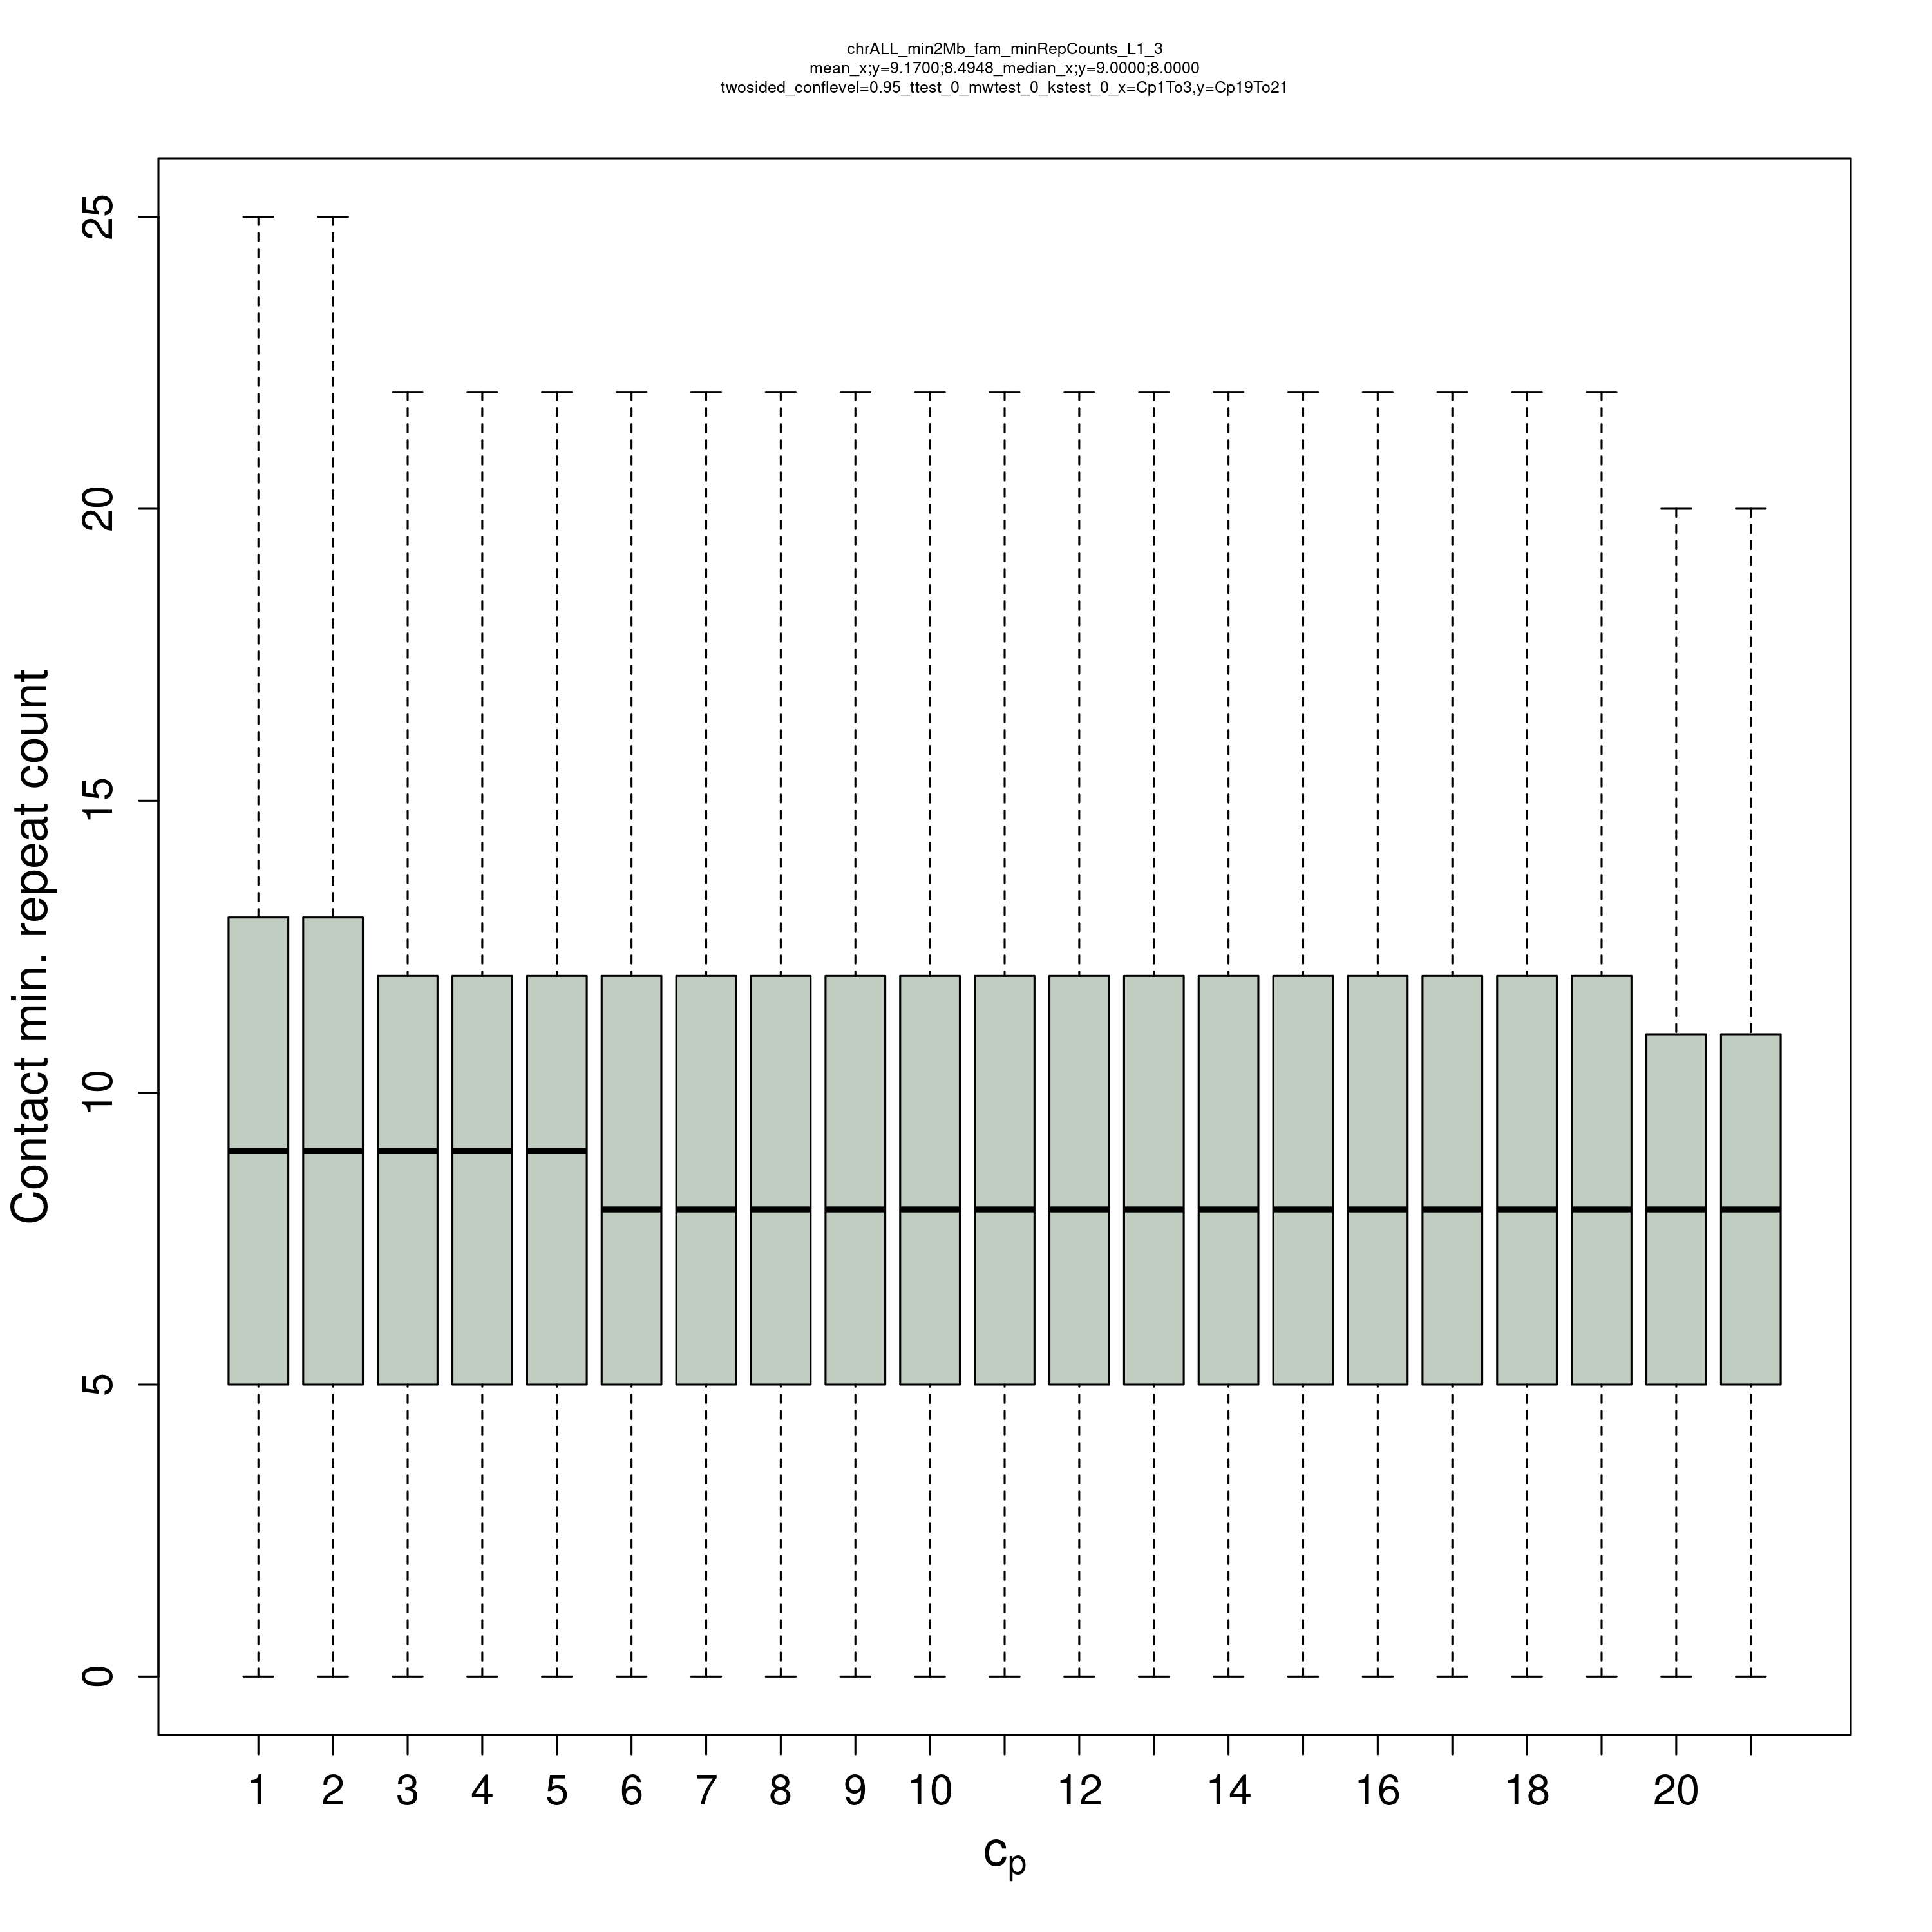 chrALL_min2Mb_fam_minRepCounts_L1_3
mean_x;y=9.1700;8.4948_median_x;y=9.0000;8.0000
twosided_conflevel=0.95_ttest_0_mwtest_0_kstest_0_x=Cp1To3,y=Cp19To21
Contact min. repeat count
25
20
15
10
5
0
1 2 3 4 5 6 7 8 9 10 12 14 16 18 20
cp